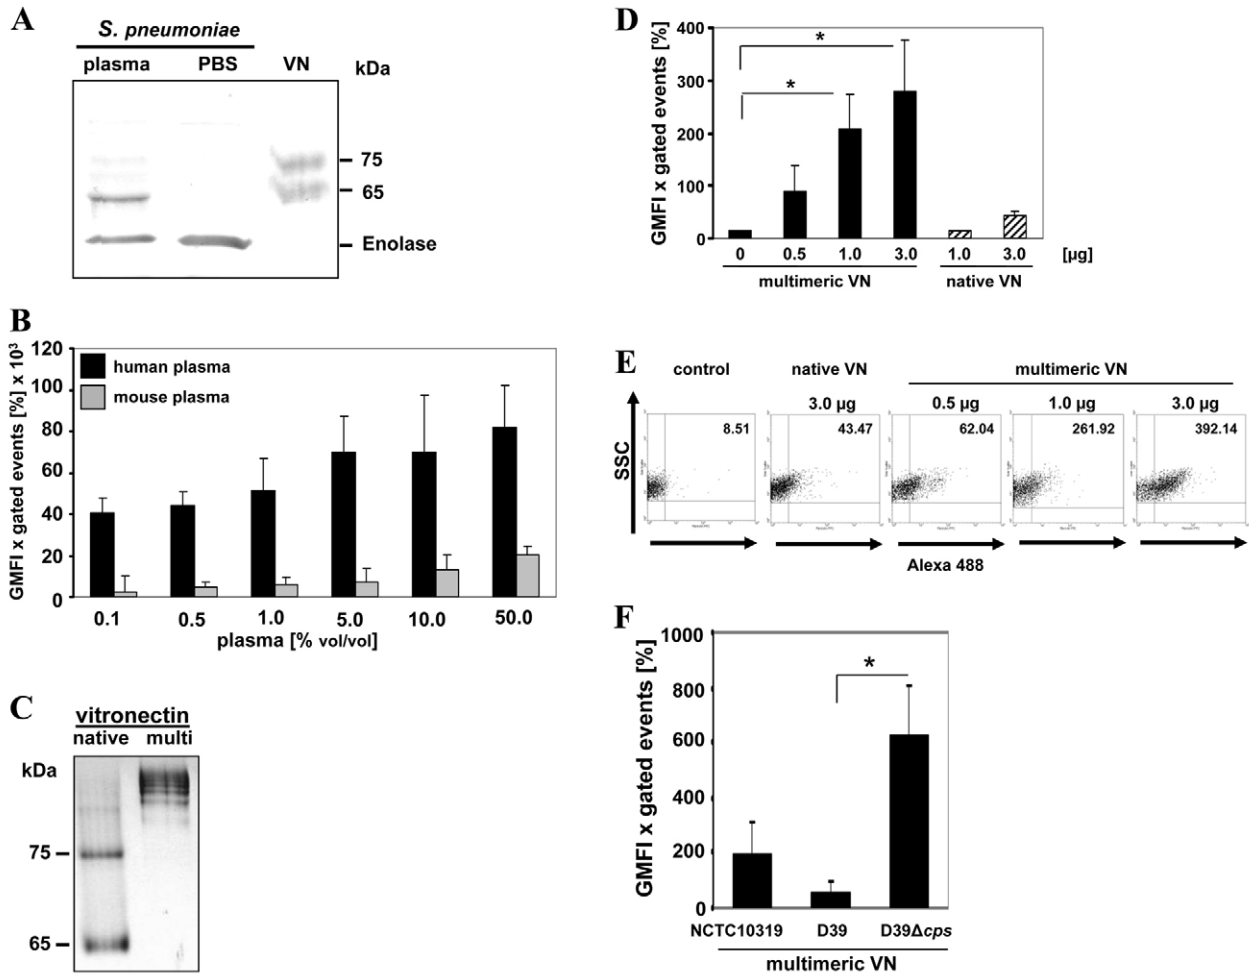 A
S. pneumoniae
plasma PBS VN kDa
75
65
Enolase
B
GMFI x gated events [%] x 10³
120
100
80
60
40
20
0
human plasma
mouse plasma
0.1 0.5 1.0 5.0 10.0 50.0
plasma [% vol/vol]
C
vitronectin
native multi
kDa
75
65
D
GMFI x gated events [%]
400
300
200
100
0
* *
0 0.5 1.0 3.0 1.0 3.0 [µg]
multimeric VN native VN
E
control native VN multimeric VN
3.0 µg 0.5 µg 1.0 µg 3.0 µg
SSC
8.51 43.47 62.04 261.92 392.14
Alexa 488
F
GMFI x gated events [%]
1000
800
600
400
200
0
*
NCTC10319 D39 D39Δcps
multimeric VN